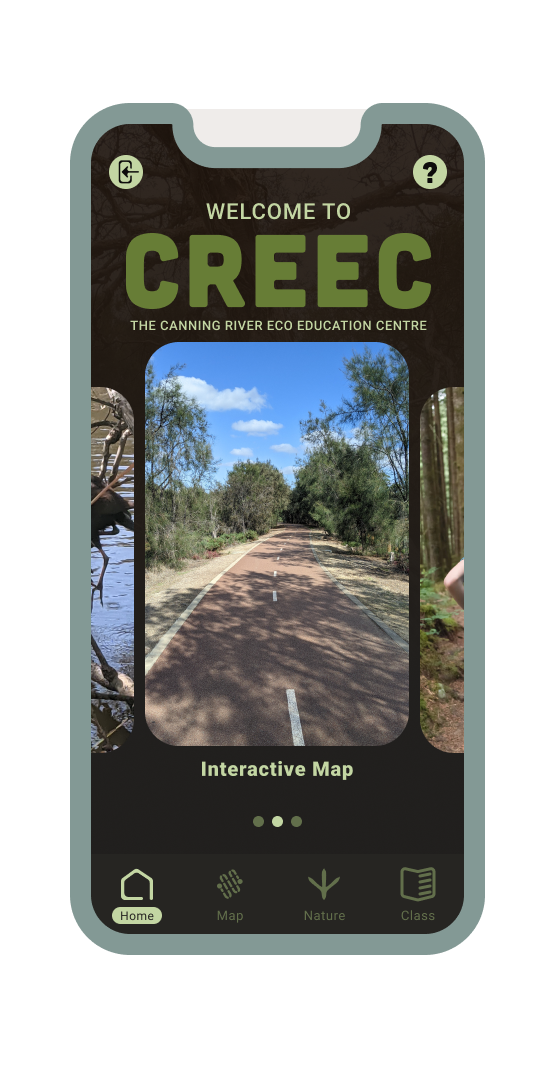 ?
WELCOME TO
CREEC
THE CANNING RIVER ECO EDUCATION CENTRE
Interactive Map
Home
Map
Nature
Class